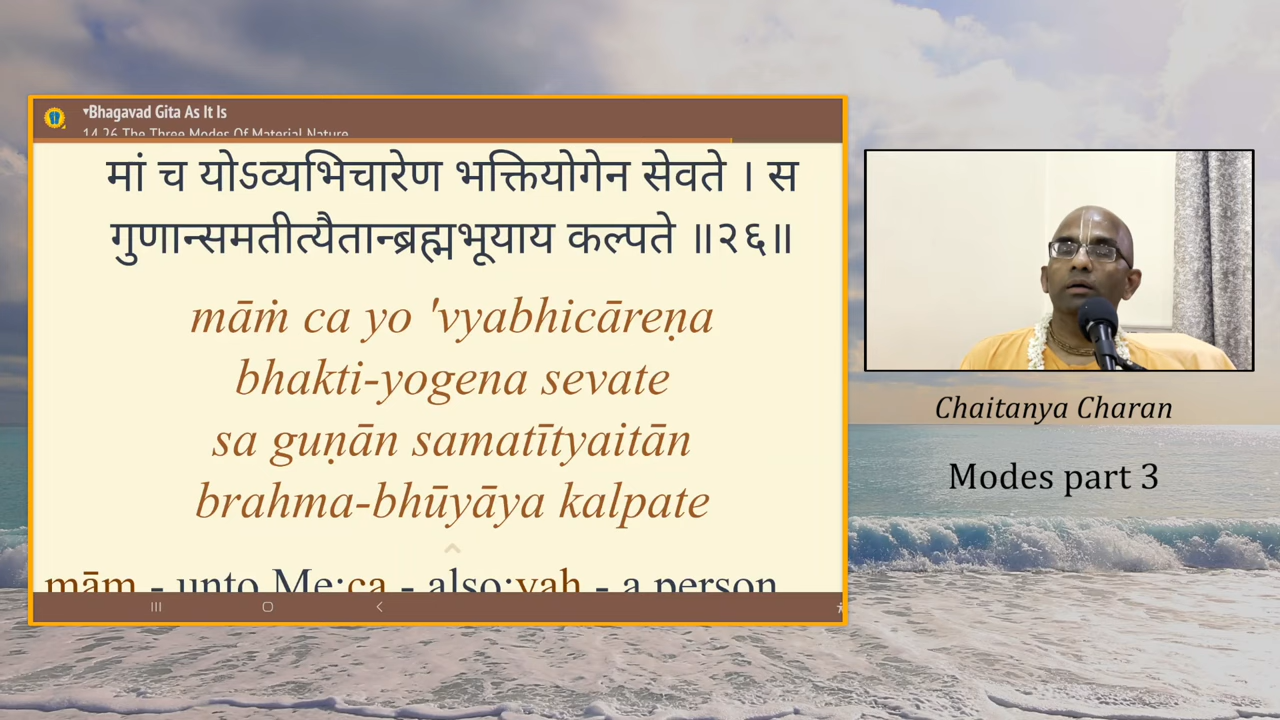 ▾Bhagavad Gita As It Is
14.26 The Three Modes Of Material Nature
मां च योऽव्यभिचारेण भक्तियोगेन सेवते । स
गुणान्समतीत्यैतान्ब्रह्मभूयाय कल्पते ॥२६॥
māṁ ca yo 'vyabhicāreṇa
bhakti-yogena sevate
sa guṇān samatītyaitān
brahma-bhūyāya kalpate
mām - unto Me;ca - also;yaḥ - a person
Chaitanya Charan
Modes part 3